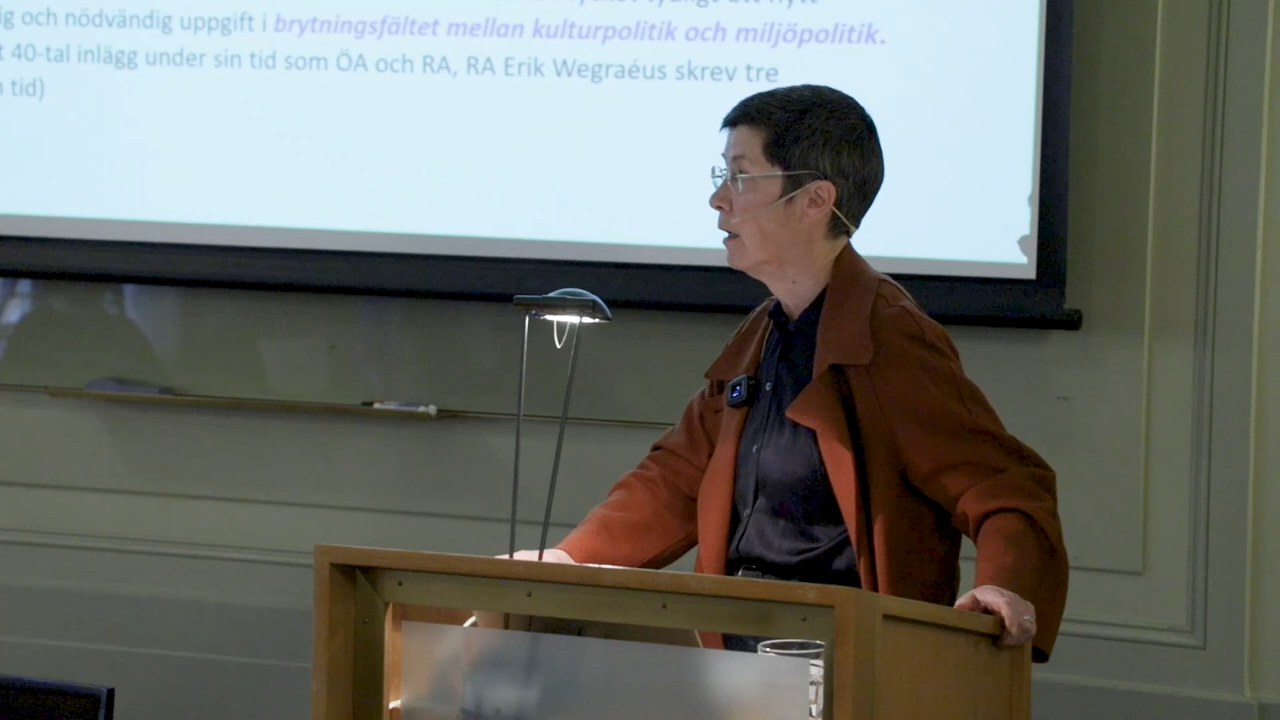 ig och nödvändig uppgift i brytningsfältet mellan kulturpolitik och miljöpolitik.
t 40-tal inlägg under sin tid som ÖA och RA, RA Erik Wegraéus skrev tre
tid)